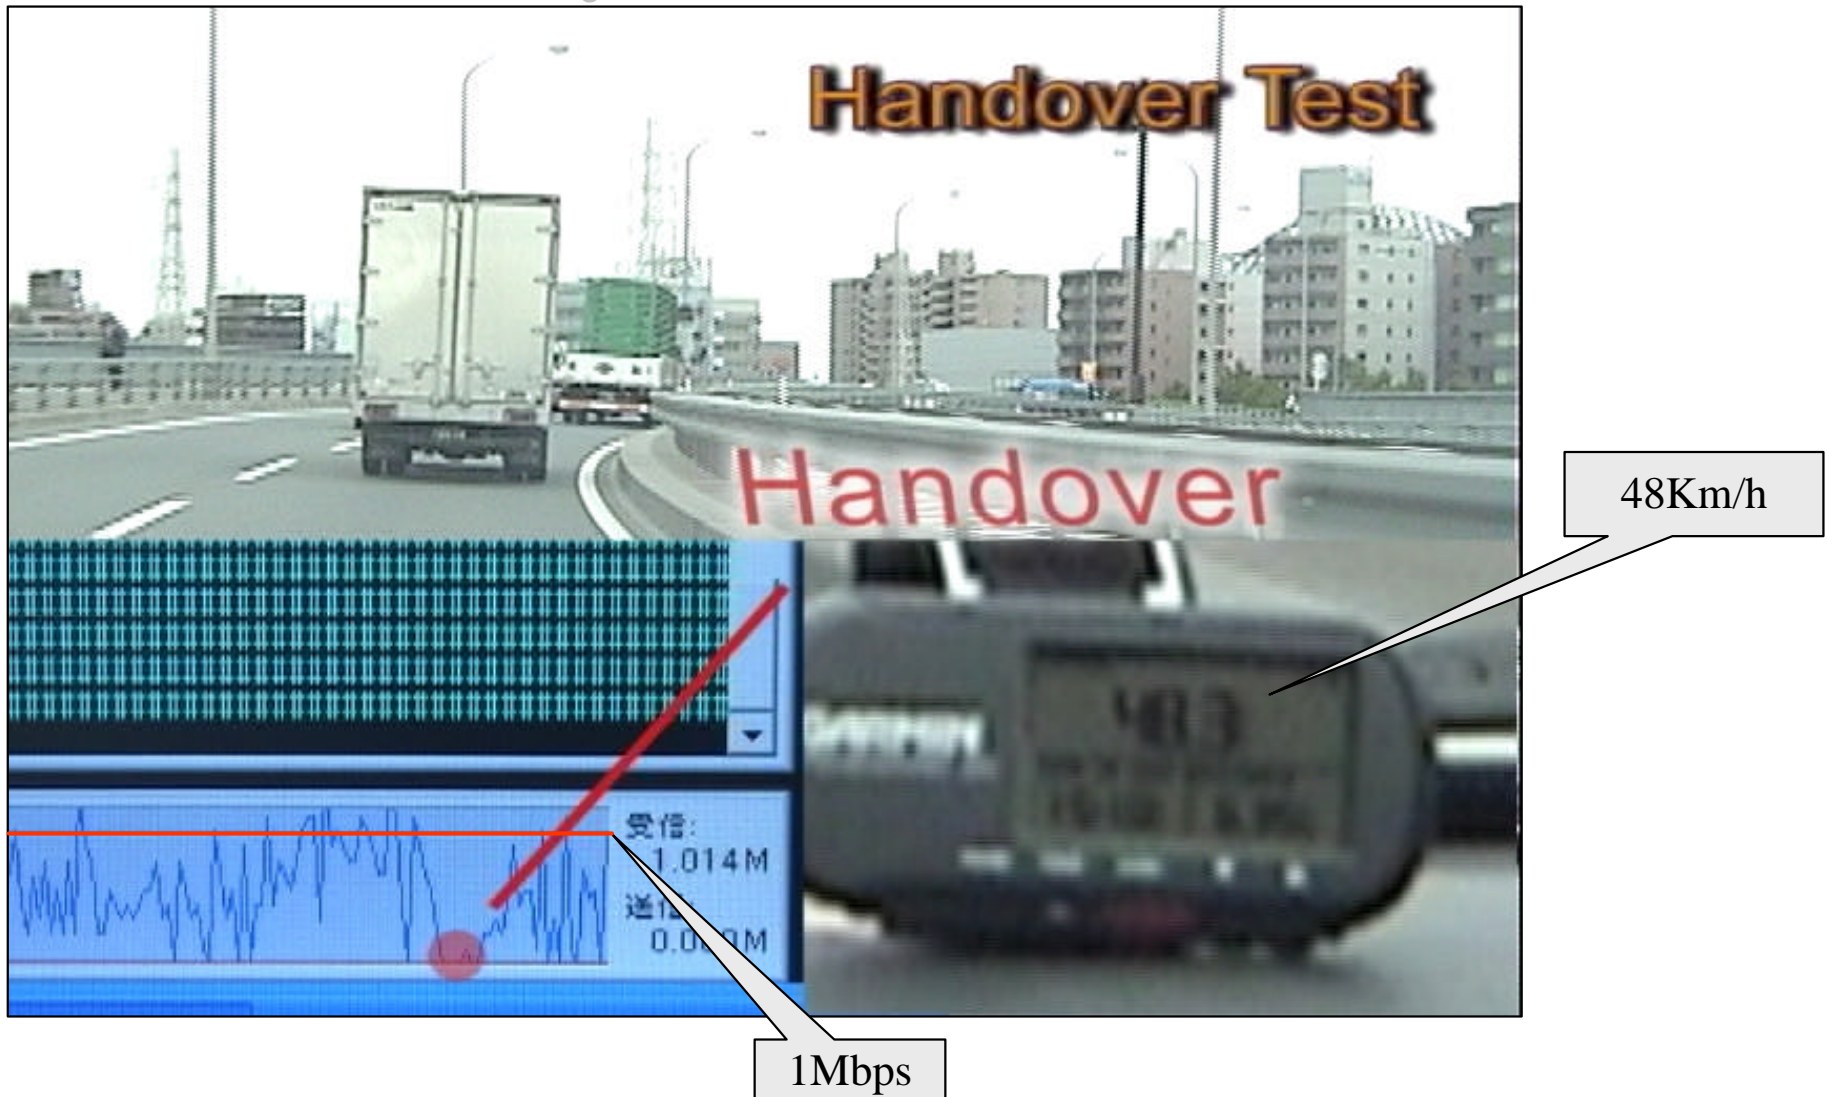 Handover Test
Handover
48Km/h
受信:
1.014M
送信:
M
1Mbps